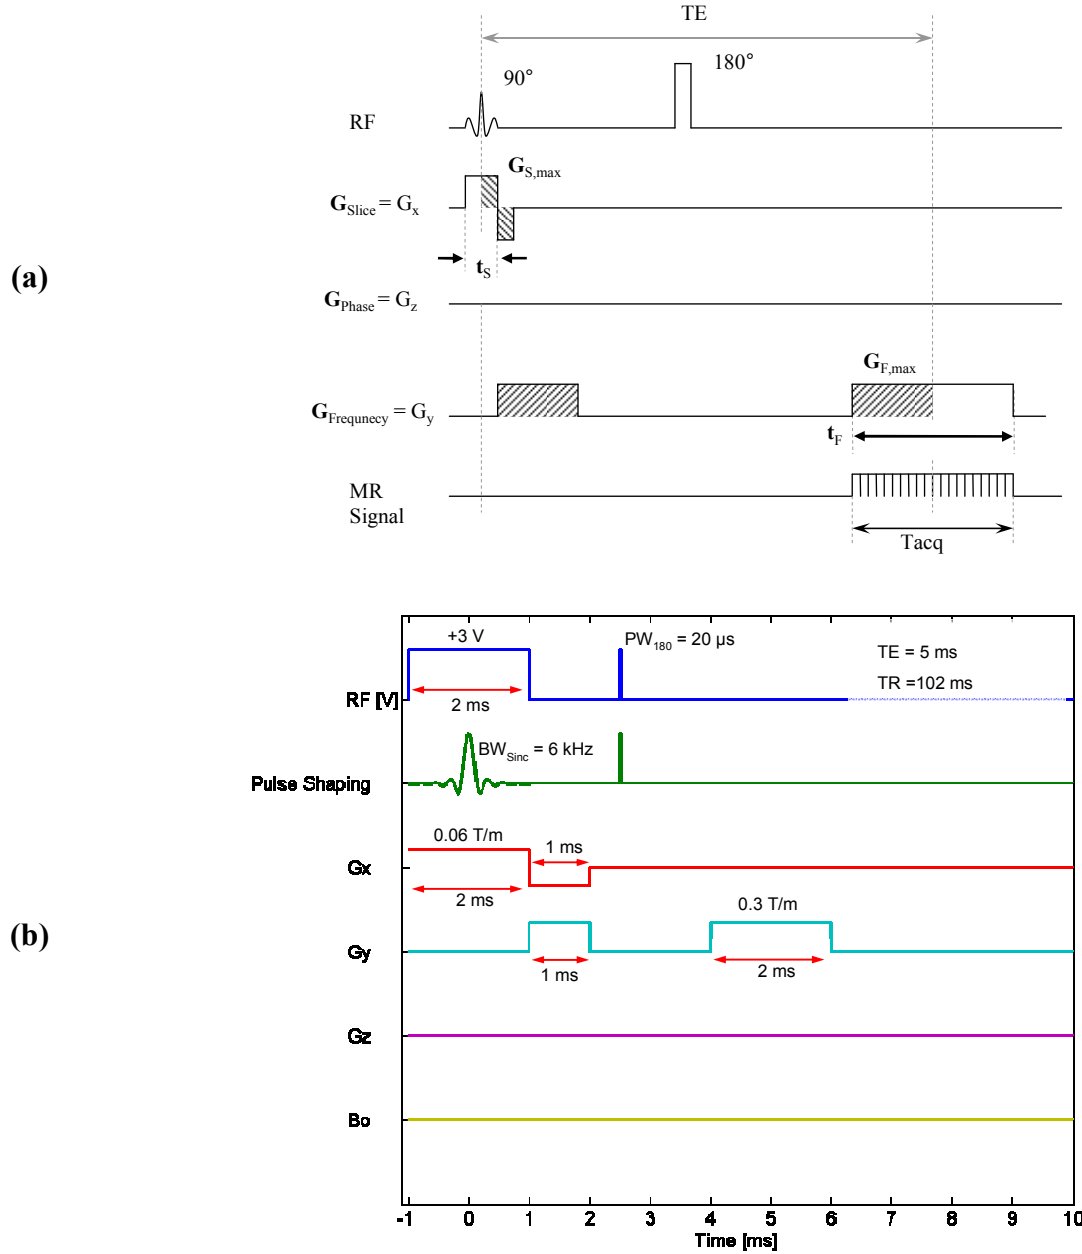 TE
90°
180°
RF
G_S,max
G_Slice = G_x
t_S
(a)
G_Phase = G_z
G_F,max
G_Frequnecy = G_y
t_F
MR
Signal
Tacq
+3 V
PW_180 = 20 µs
TE = 5 ms
TR =102 ms
2 ms
RF [V]
BW_Sinc = 6 kHz
Pulse Shaping
0.06 T/m
1 ms
Gx
2 ms
0.3 T/m
(b)
Gy
1 ms
2 ms
Gz
Bo
-1 0 1 2 3 4 5 6 7 8 9 10
Time [ms]